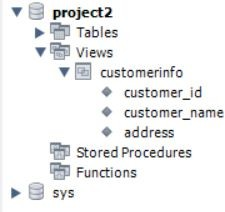 project2
Tables
Views
customerinfo
customer_id
customer_name
address
Stored Procedures
Functions
sys